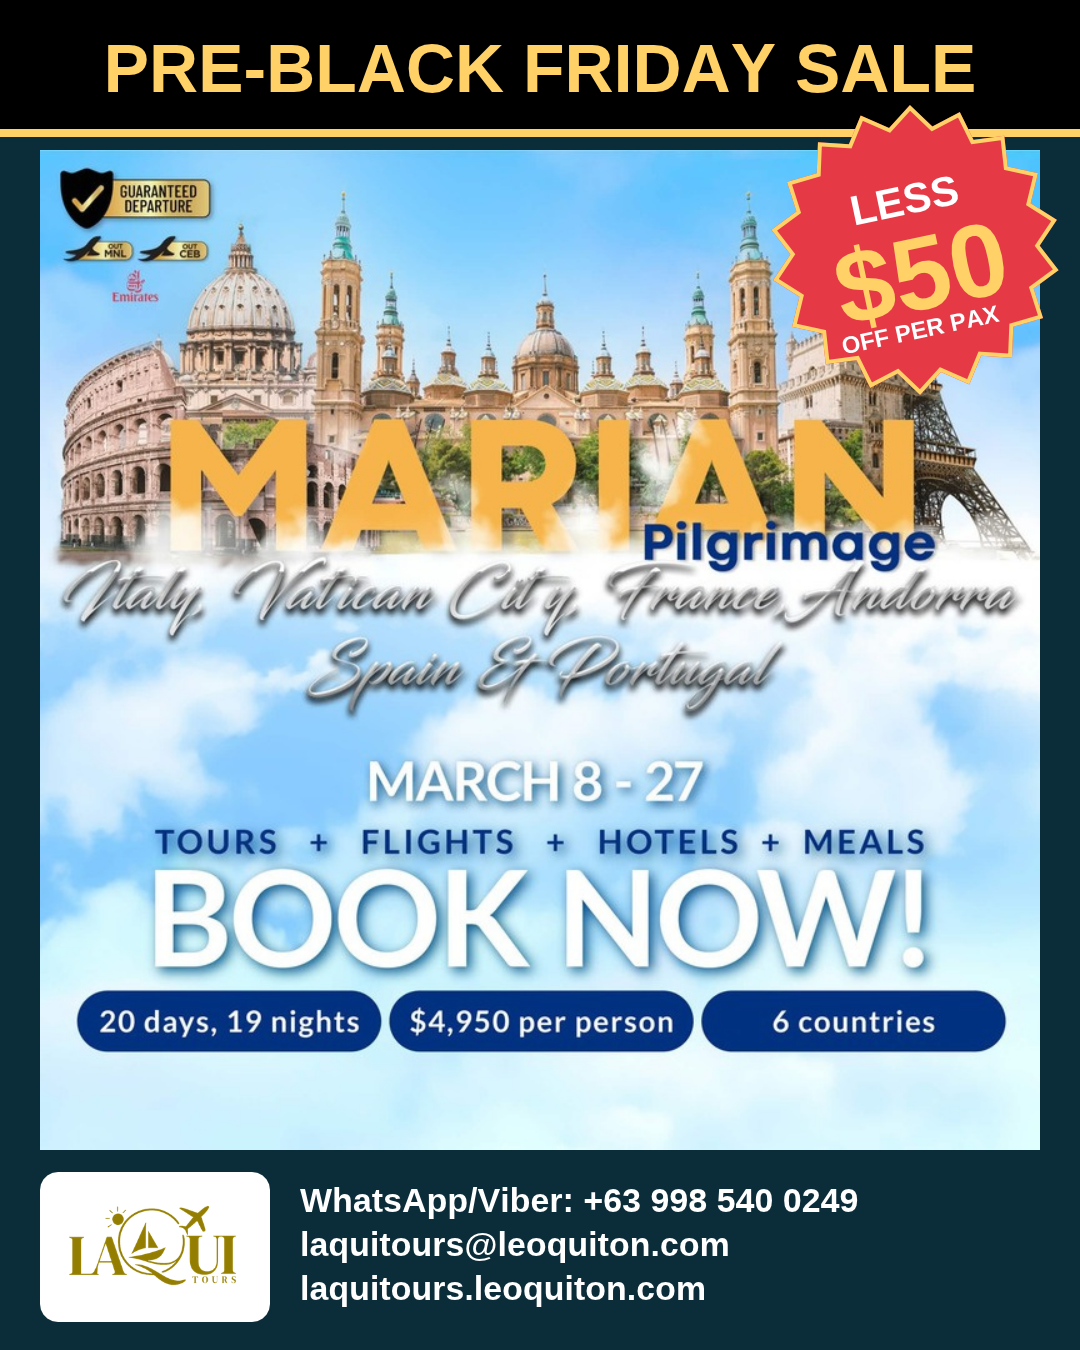 PRE-BLACK FRIDAY SALE
LESS
$50
OFF PER PAX
GUARANTEED
DEPARTURE
OUT
MNL
OUT
CEB
Emirates
MARIAN
Pilgrimage
Italy, Vatican City, France, Andorra
Spain & Portugal
MARCH 8 - 27
TOURS + FLIGHTS + HOTELS + MEALS
BOOK NOW!
20 days, 19 nights
$4,950 per person
6 countries
LAQUI
TOURS
WhatsApp/Viber: +63 998 540 0249
laquitours@leoquiton.com
laquitours.leoquiton.com